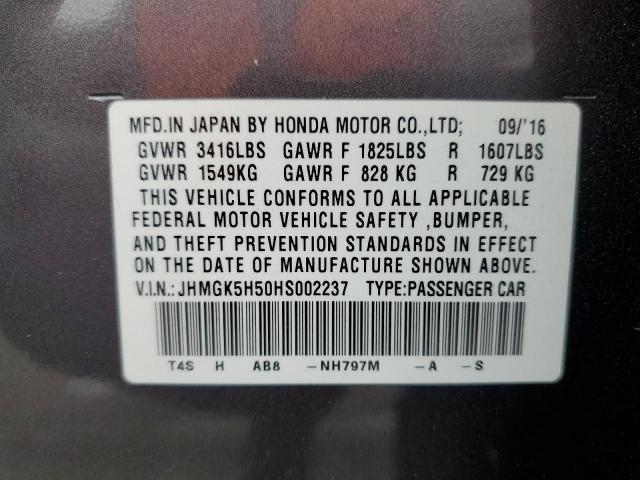 MFD.IN JAPAN BY HONDA MOTOR CO.,LTD; 09/'16
GVWR 3416LBS GAWR F 1825LBS R 1607LBS
GVWR 1549KG GAWR F 828 KG R 729 KG
THIS VEHICLE CONFORMS TO ALL APPLICABLE
FEDERAL MOTOR VEHICLE SAFETY ,BUMPER,
AND THEFT PREVENTION STANDARDS IN EFFECT
ON THE DATE OF MANUFACTURE SHOWN ABOVE.
V.I.N.: JHMGK5H50HS002237 TYPE:PASSENGER CAR
T4S H AB8 -NH797M -A -S